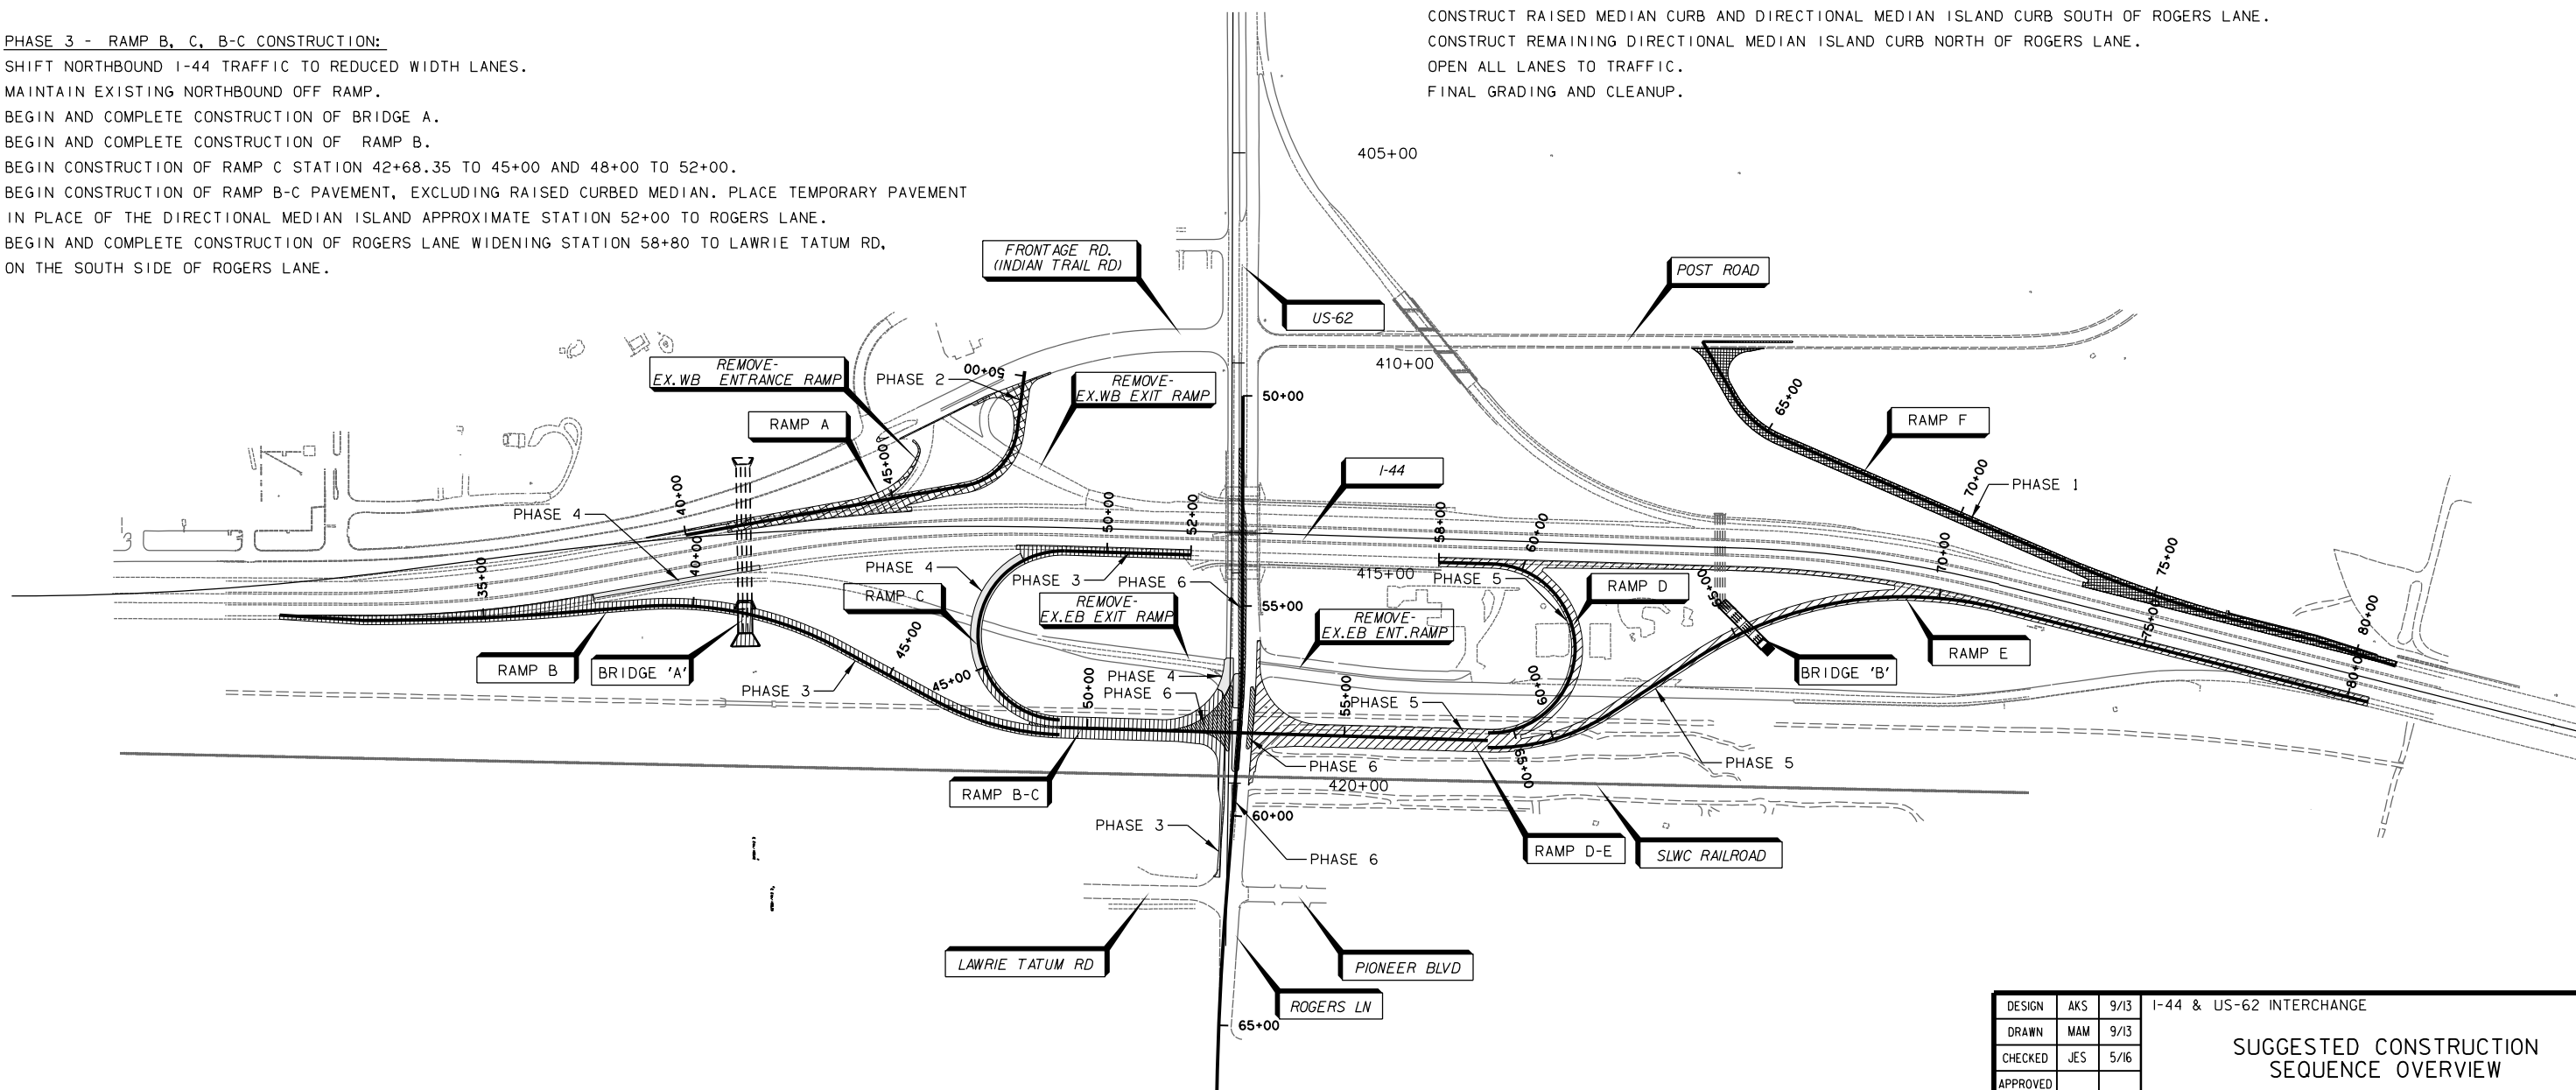 PHASE 3 - RAMP B, C, B-C CONSTRUCTION:
SHIFT NORTHBOUND I-44 TRAFFIC TO REDUCED WIDTH LANES.
MAINTAIN EXISTING NORTHBOUND OFF RAMP.
BEGIN AND COMPLETE CONSTRUCTION OF BRIDGE A.
BEGIN AND COMPLETE CONSTRUCTION OF RAMP B.
BEGIN CONSTRUCTION OF RAMP C STATION 42+68.35 TO 45+00 AND 48+00 TO 52+00.
BEGIN CONSTRUCTION OF RAMP B-C PAVEMENT, EXCLUDING RAISED CURBED MEDIAN. PLACE TEMPORARY PAVEMENT
IN PLACE OF THE DIRECTIONAL MEDIAN ISLAND APPROXIMATE STATION 52+00 TO ROGERS LANE.
BEGIN AND COMPLETE CONSTRUCTION OF ROGERS LANE WIDENING STATION 58+80 TO LAWRIE TATUM RD,
ON THE SOUTH SIDE OF ROGERS LANE.
CONSTRUCT RAISED MEDIAN CURB AND DIRECTIONAL MEDIAN ISLAND CURB SOUTH OF ROGERS LANE.
CONSTRUCT REMAINING DIRECTIONAL MEDIAN ISLAND CURB NORTH OF ROGERS LANE.
OPEN ALL LANES TO TRAFFIC.
FINAL GRADING AND CLEANUP.
405+00
FRONTAGE RD.
(INDIAN TRAIL RD)
POST ROAD
US-62
REMOVE-
EX.WB ENTRANCE RAMP
PHASE 2
50+00
REMOVE-
EX.WB EXIT RAMP
410+00
50+00
65+00
RAMP F
RAMP A
45+00
I-44
70+00
PHASE 1
40+00
PHASE 4
50+00
52+00
58+00
60+00
40+00
70+00
75+00
35+00
PHASE 4
PHASE 3
PHASE 6
415+00
PHASE 5
RAMP D
65+00
RAMP C
REMOVE-
EX.EB EXIT RAMP
55+00
REMOVE-
EX.EB ENT.RAMP
75+00
80+00
45+00
RAMP B
BRIDGE 'A'
RAMP E
BRIDGE 'B'
45+00
PHASE 3
PHASE 4
PHASE 6
50+00
55+00
PHASE 5
60+00
80+00
65+00
PHASE 6
PHASE 5
420+00
RAMP B-C
60+00
PHASE 3
PHASE 6
RAMP D-E
SLWC RAILROAD
LAWRIE TATUM RD
PIONEER BLVD
ROGERS LN
65+00
DESIGN AKS 9/13
I-44 & US-62 INTERCHANGE
DRAWN MAM 9/13
CHECKED JES 5/16
APPROVED
SUGGESTED CONSTRUCTION
SEQUENCE OVERVIEW